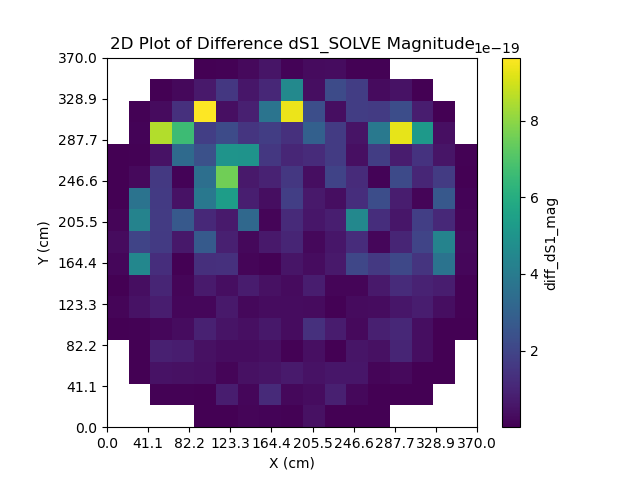 2D Plot of Difference dS1_SOLVE Magnitude
1e−19
370.0
328.9
287.7
246.6
205.5
164.4
123.3
82.2
41.1
0.0
Y (cm)
0.0 41.1 82.2 123.3 164.4 205.5 246.6 287.7 328.9 370.0
X (cm)
8
6
4
2
diff_dS1_mag